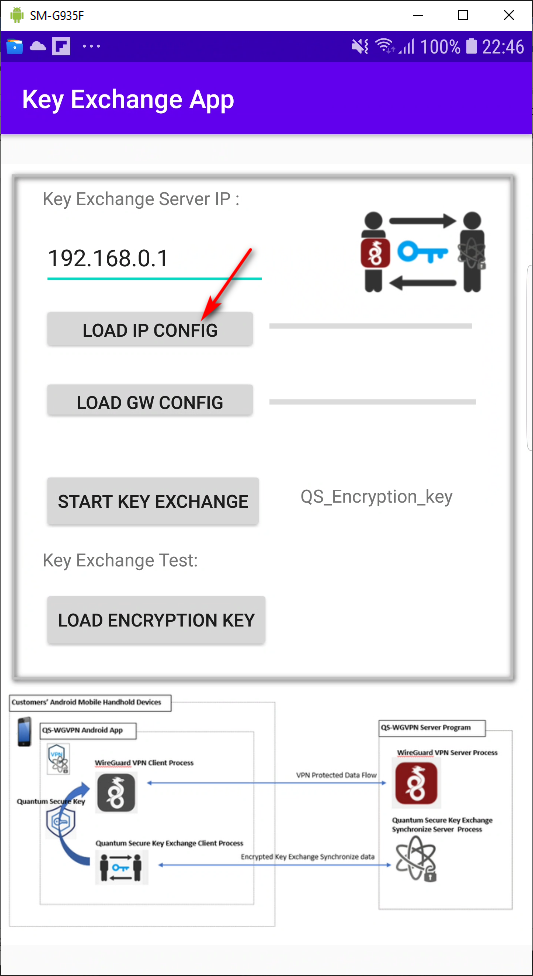 SM-G935F
100% 22:46
Key Exchange App
Key Exchange Server IP :
192.168.0.1
LOAD IP CONFIG
LOAD GW CONFIG
START KEY EXCHANGE
QS_Encryption_key
Key Exchange Test:
LOAD ENCRYPTION KEY
Customers' Android Mobile Handhold Devices
QS-WGVPN Android App
VPN
WireGuard VPN Client Process
Quantum Secure Key
Quantum Secure Key Exchange Client Process
VPN Protected Data Flow
Encrypted Key Exchange Synchronize data
QS-WGVPN Server Program
WireGuard VPN Server Process
Quantum Secure Key Exchange
Synchronize Server Process